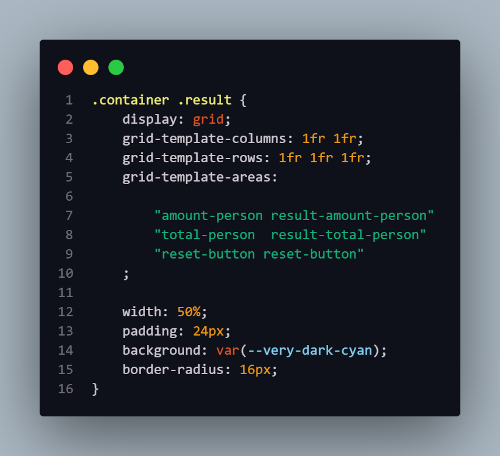 1 .container .result {
2     display: grid;
3     grid-template-columns: 1fr 1fr;
4     grid-template-rows: 1fr 1fr 1fr;
5     grid-template-areas:
6
7         "amount-person result-amount-person"
8         "total-person  result-total-person"
9         "reset-button reset-button"
10     ;
11
12     width: 50%;
13     padding: 24px;
14     background: var(--very-dark-cyan);
15     border-radius: 16px;
16 }